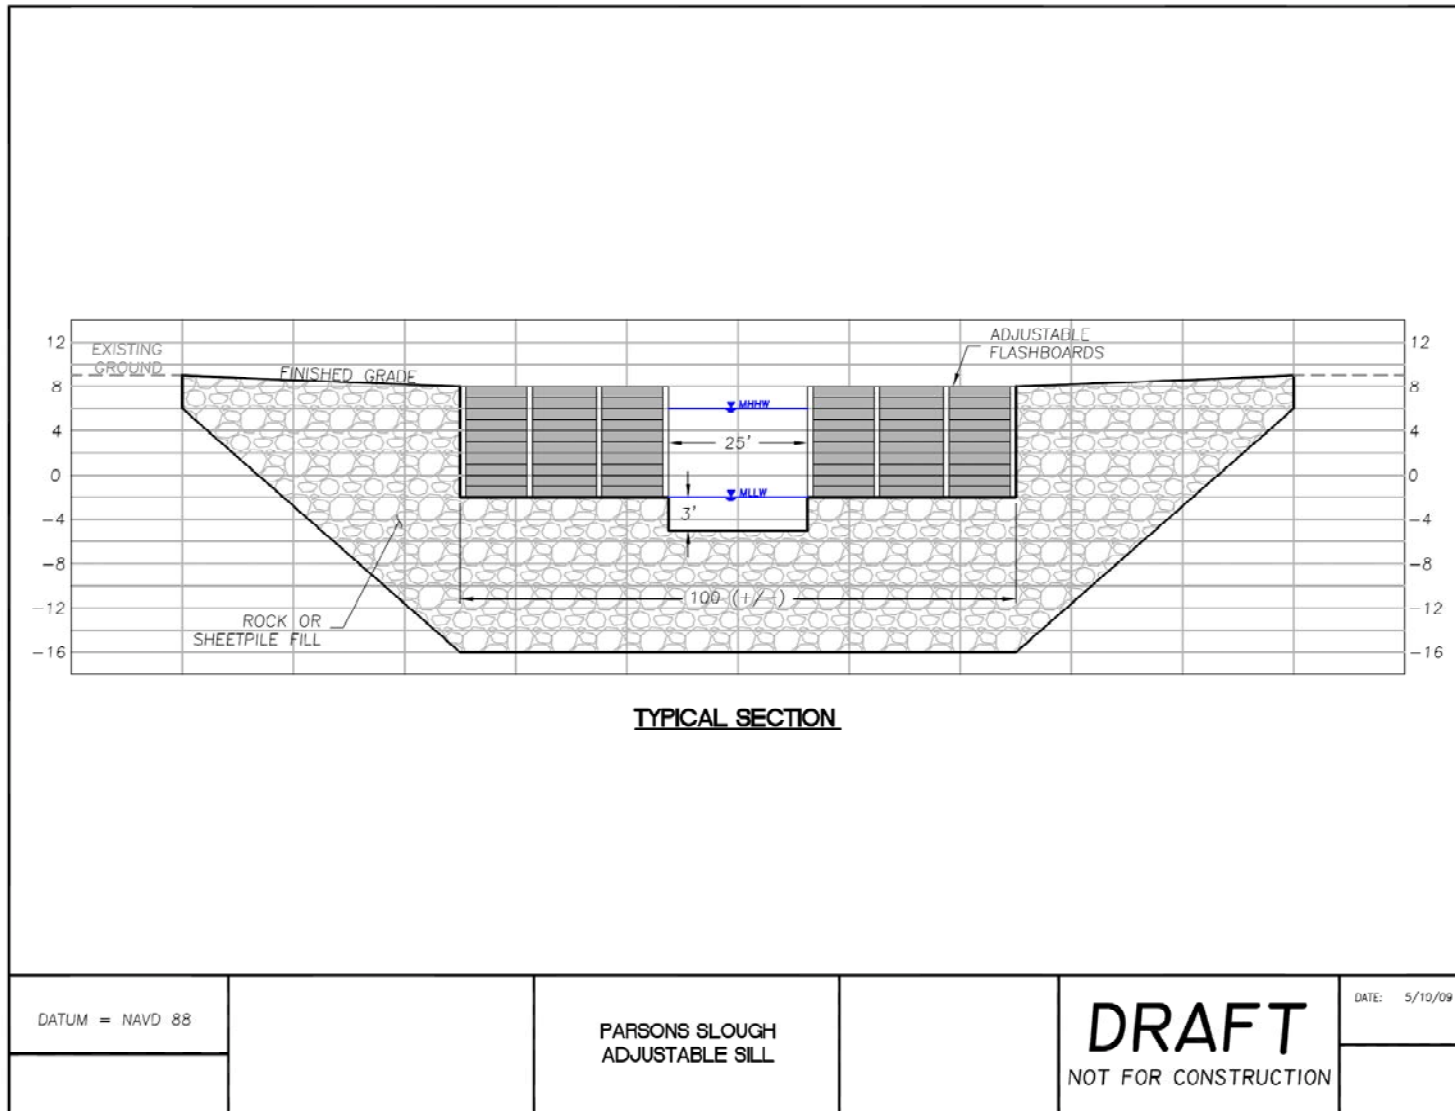 12
8
4
0
-4
-8
-12
-16
EXISTING
GROUND
FINISHED GRADE
ADJUSTABLE
FLASHBOARDS
MHHW
25'
MLLW
3'
100 (+/-)
ROCK OR
SHEETPILE FILL
12
8
4
0
-4
-8
-12
-16
TYPICAL SECTION
DATUM = NAVD 88
PARSONS SLOUGH
ADJUSTABLE SILL
DRAFT
NOT FOR CONSTRUCTION
DATE: 5/10/09